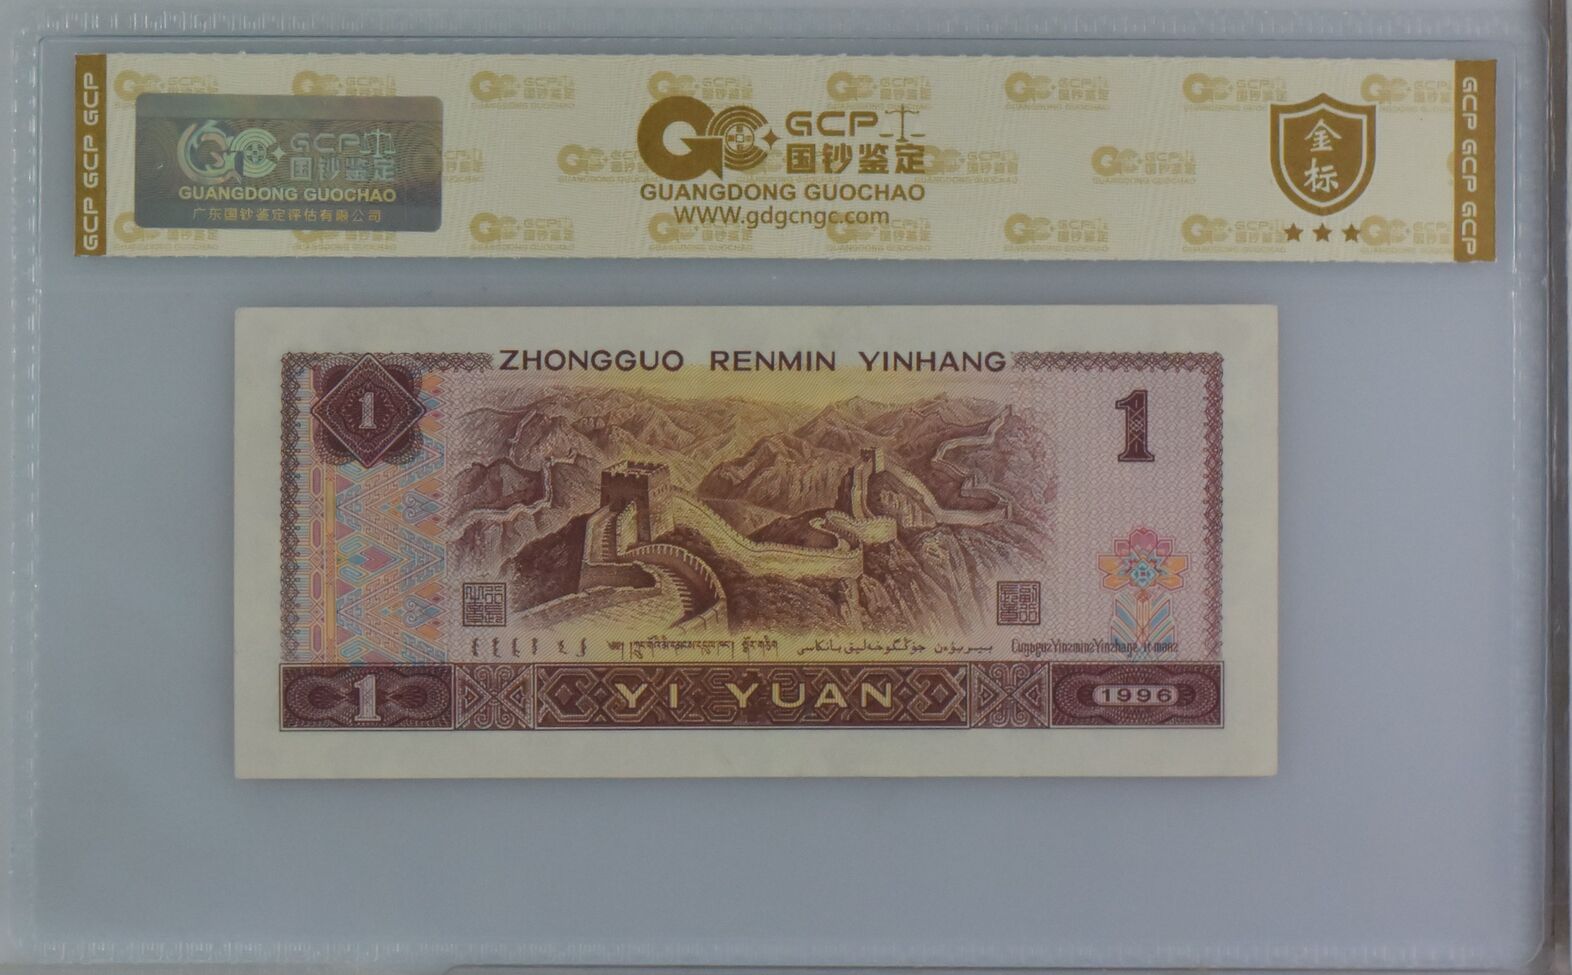 GCP GCP GCP
GCP
国钞鉴定
GUANGDONG GUOCHAO
广东国钞鉴定评估有限公司
GCP
国钞鉴定
GUANGDONG GUOCHAO
WWW.gdgcngc.com
金
标
GCP GCP GCP
ZHONGGUO RENMIN YINHANG
1
1
1
YI YUAN
1996